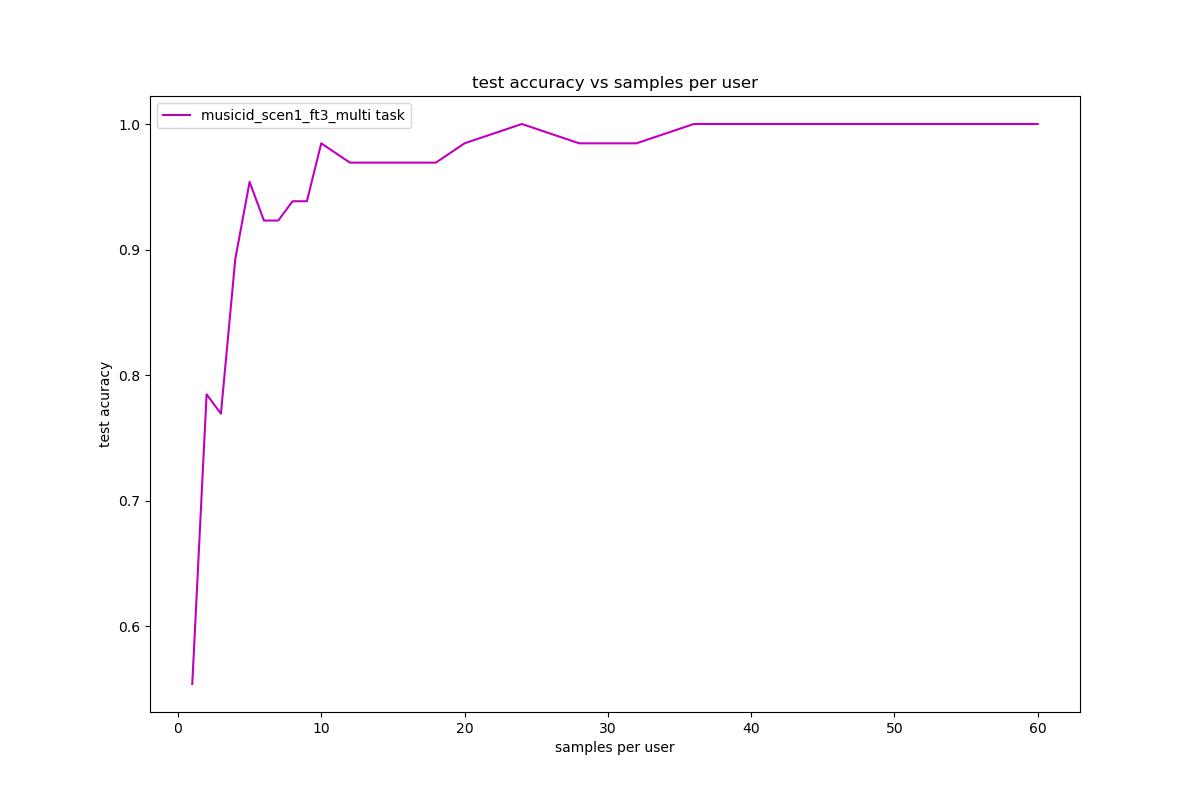 test accuracy vs samples per user
musicid_scen1_ft3_multi task
1.0
0.9
0.8
0.7
0.6
test acuracy
0 10 20 30 40 50 60
samples per user